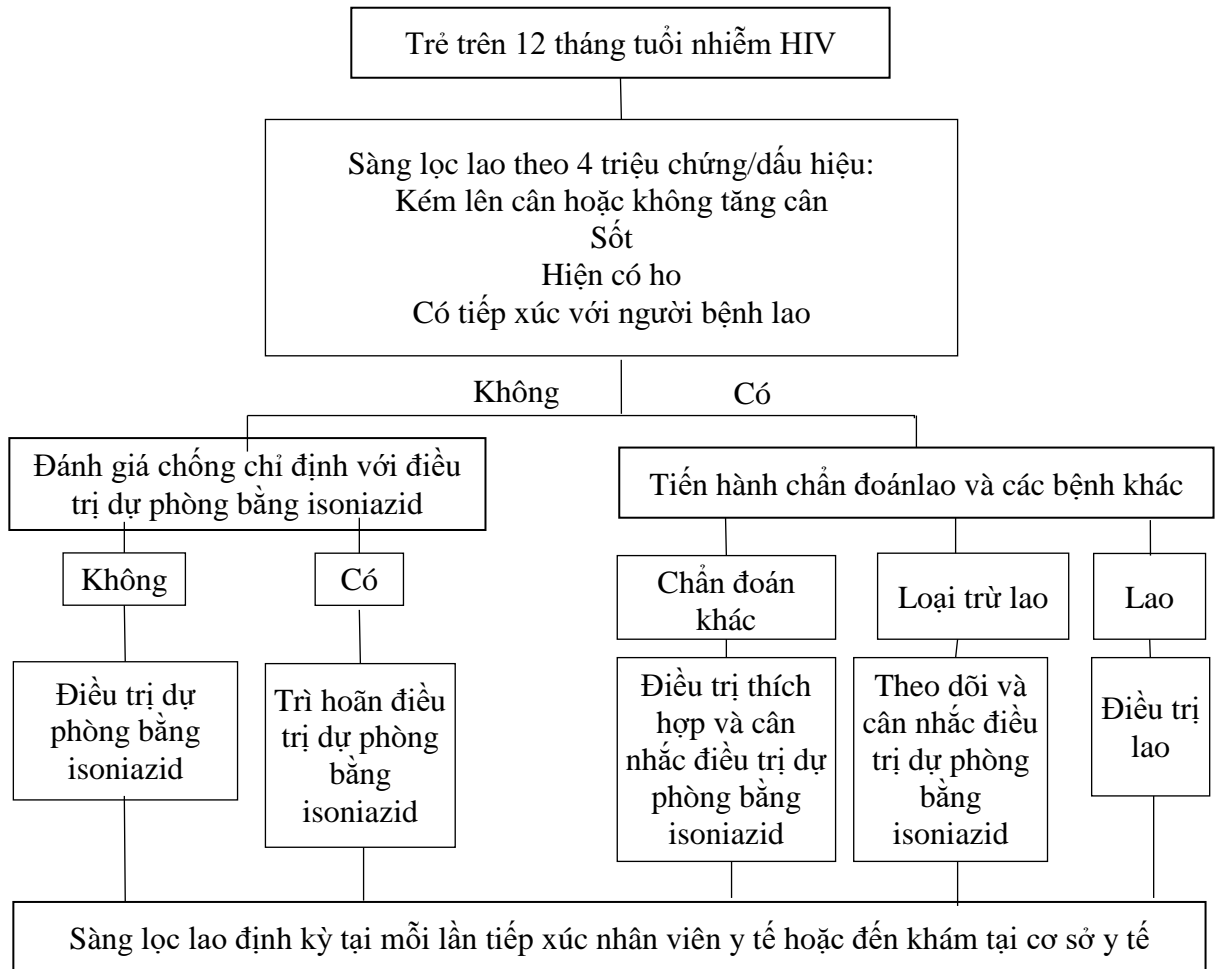 Trẻ trên 12 tháng tuổi nhiễm HIV
Sàng lọc lao theo 4 triệu chứng/dấu hiệu:
Kém lên cân hoặc không tăng cân
Sốt
Hiện có ho
Có tiếp xúc với người bệnh lao
Không
Có
Đánh giá chống chỉ định với điều
trị dự phòng bằng isoniazid
Tiến hành chẩn đoánlao và các bệnh khác
Không
Có
Chẩn đoán
khác
Loại trừ lao
Lao
Điều trị dự
phòng bằng
isoniazid
Trì hoãn điều
trị dự phòng
bằng
isoniazid
Điều trị thích
hợp và cân
nhắc điều trị dự
phòng bằng
isoniazid
Theo dõi và
cân nhắc điều
trị dự phòng
bằng
isoniazid
Điều trị
lao
Sàng lọc lao định kỳ tại mỗi lần tiếp xúc nhân viên y tế hoặc đến khám tại cơ sở y tế